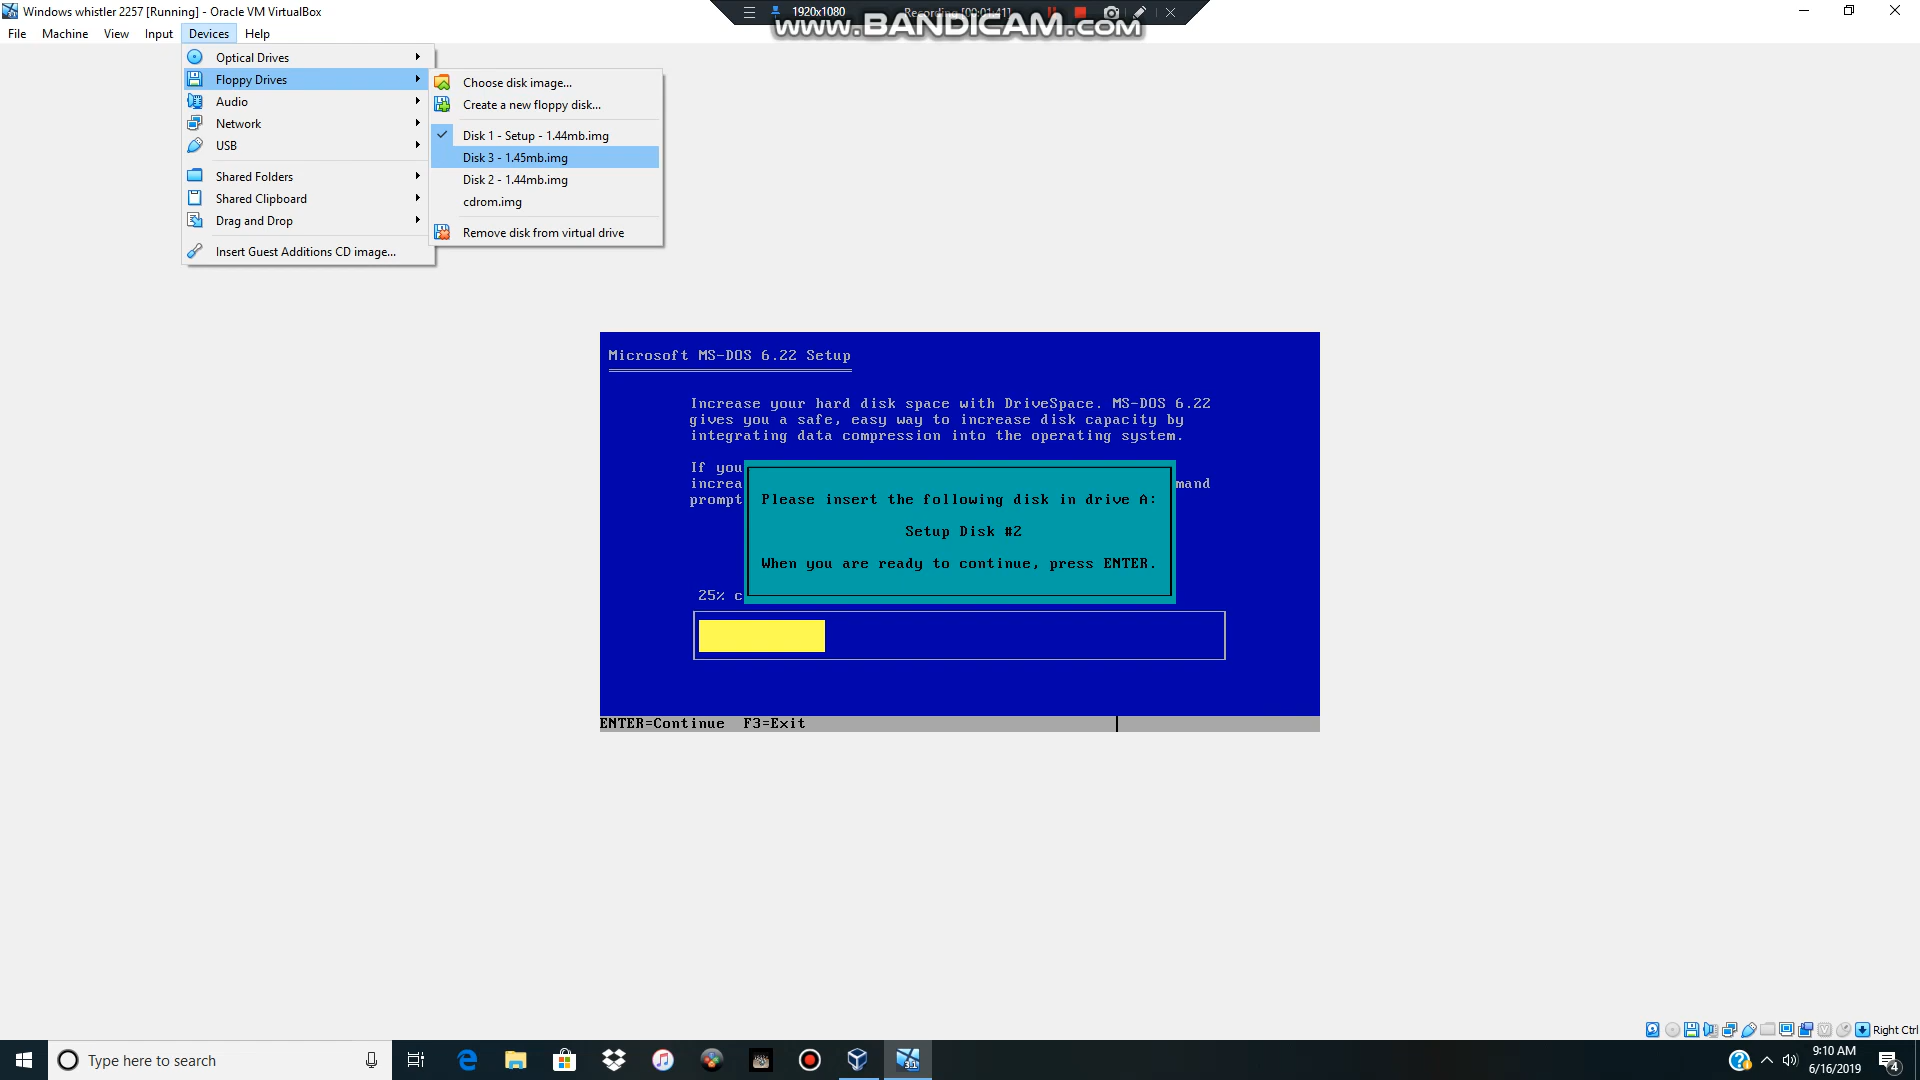 Windows whistler 2257 [Running] - Oracle VM VirtualBox
1920x1080
Recording [00:01:41]
www.BANDICAM.com
File Machine View Input Devices Help
Optical Drives
Floppy Drives
Audio
Network
USB
Shared Folders
Shared Clipboard
Drag and Drop
Insert Guest Additions CD image...
Choose disk image...
Create a new floppy disk...
Disk 1 - Setup - 1.44mb.img
Disk 3 - 1.45mb.img
Disk 2 - 1.44mb.img
cdrom.img
Remove disk from virtual drive
Microsoft MS-DOS 6.22 Setup
Increase your hard disk space with DriveSpace. MS-DOS 6.22
gives you a safe, easy way to increase disk capacity by
integrating data compression into the operating system.
If you
increa mand
prompt
Please insert the following disk in drive A:
Setup Disk #2
When you are ready to continue, press ENTER.
25% c
ENTER=Continue F3=Exit
Right Ctrl
Type here to search
9:10 AM
6/16/2019
4